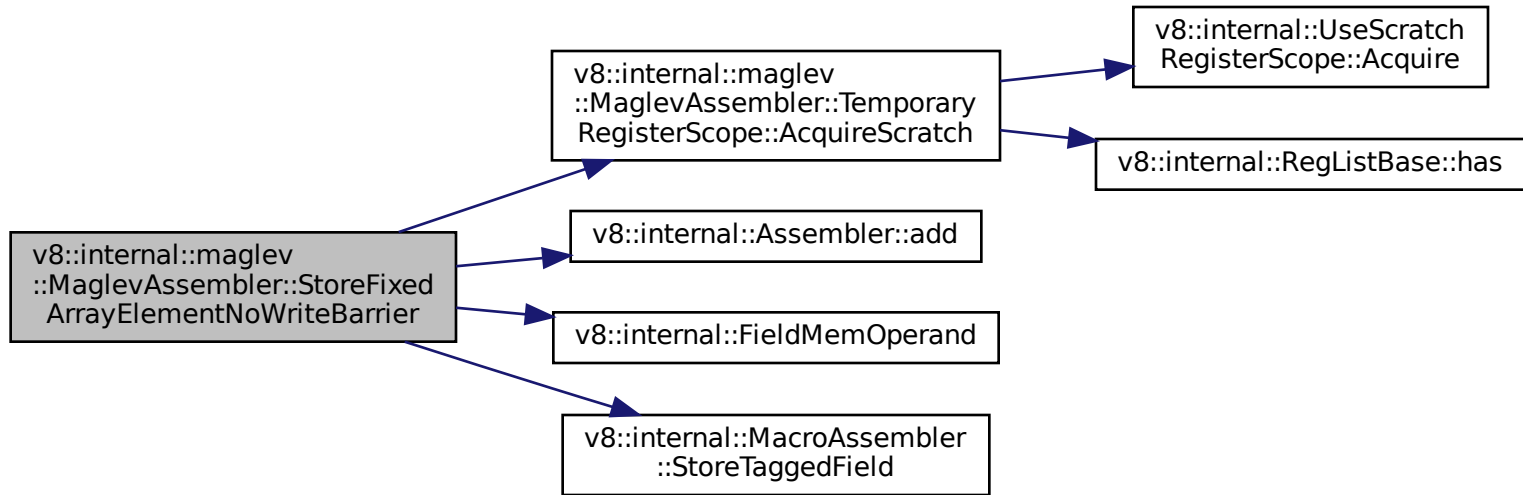 v8::internal::maglev
::MaglevAssembler::StoreFixed
ArrayElementNoWriteBarrier
v8::internal::maglev
::MaglevAssembler::Temporary
RegisterScope::AcquireScratch
v8::internal::UseScratch
RegisterScope::Acquire
v8::internal::RegListBase::has
v8::internal::Assembler::add
v8::internal::FieldMemOperand
v8::internal::MacroAssembler
::StoreTaggedField